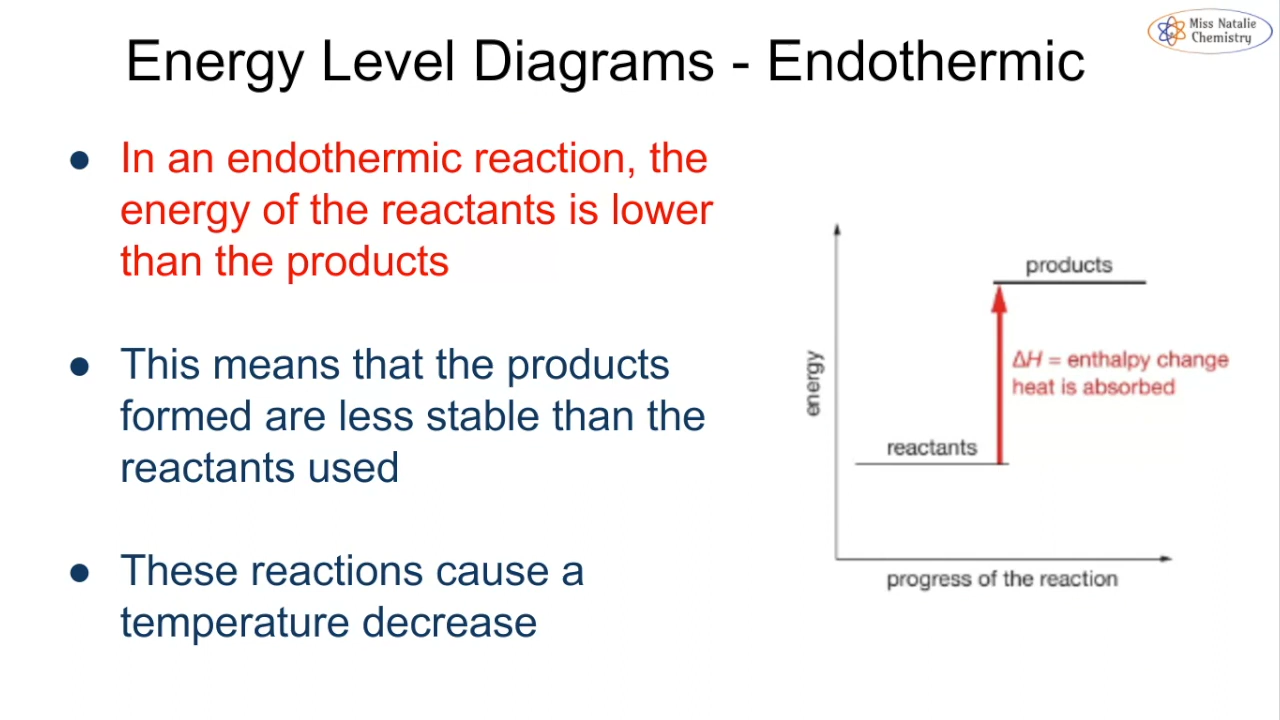 Miss Natalie
Chemistry
Energy Level Diagrams - Endothermic
● In an endothermic reaction, the
energy of the reactants is lower
than the products
● This means that the products
formed are less stable than the
reactants used
● These reactions cause a
temperature decrease
products
ΔH = enthalpy change
heat is absorbed
energy
reactants
progress of the reaction